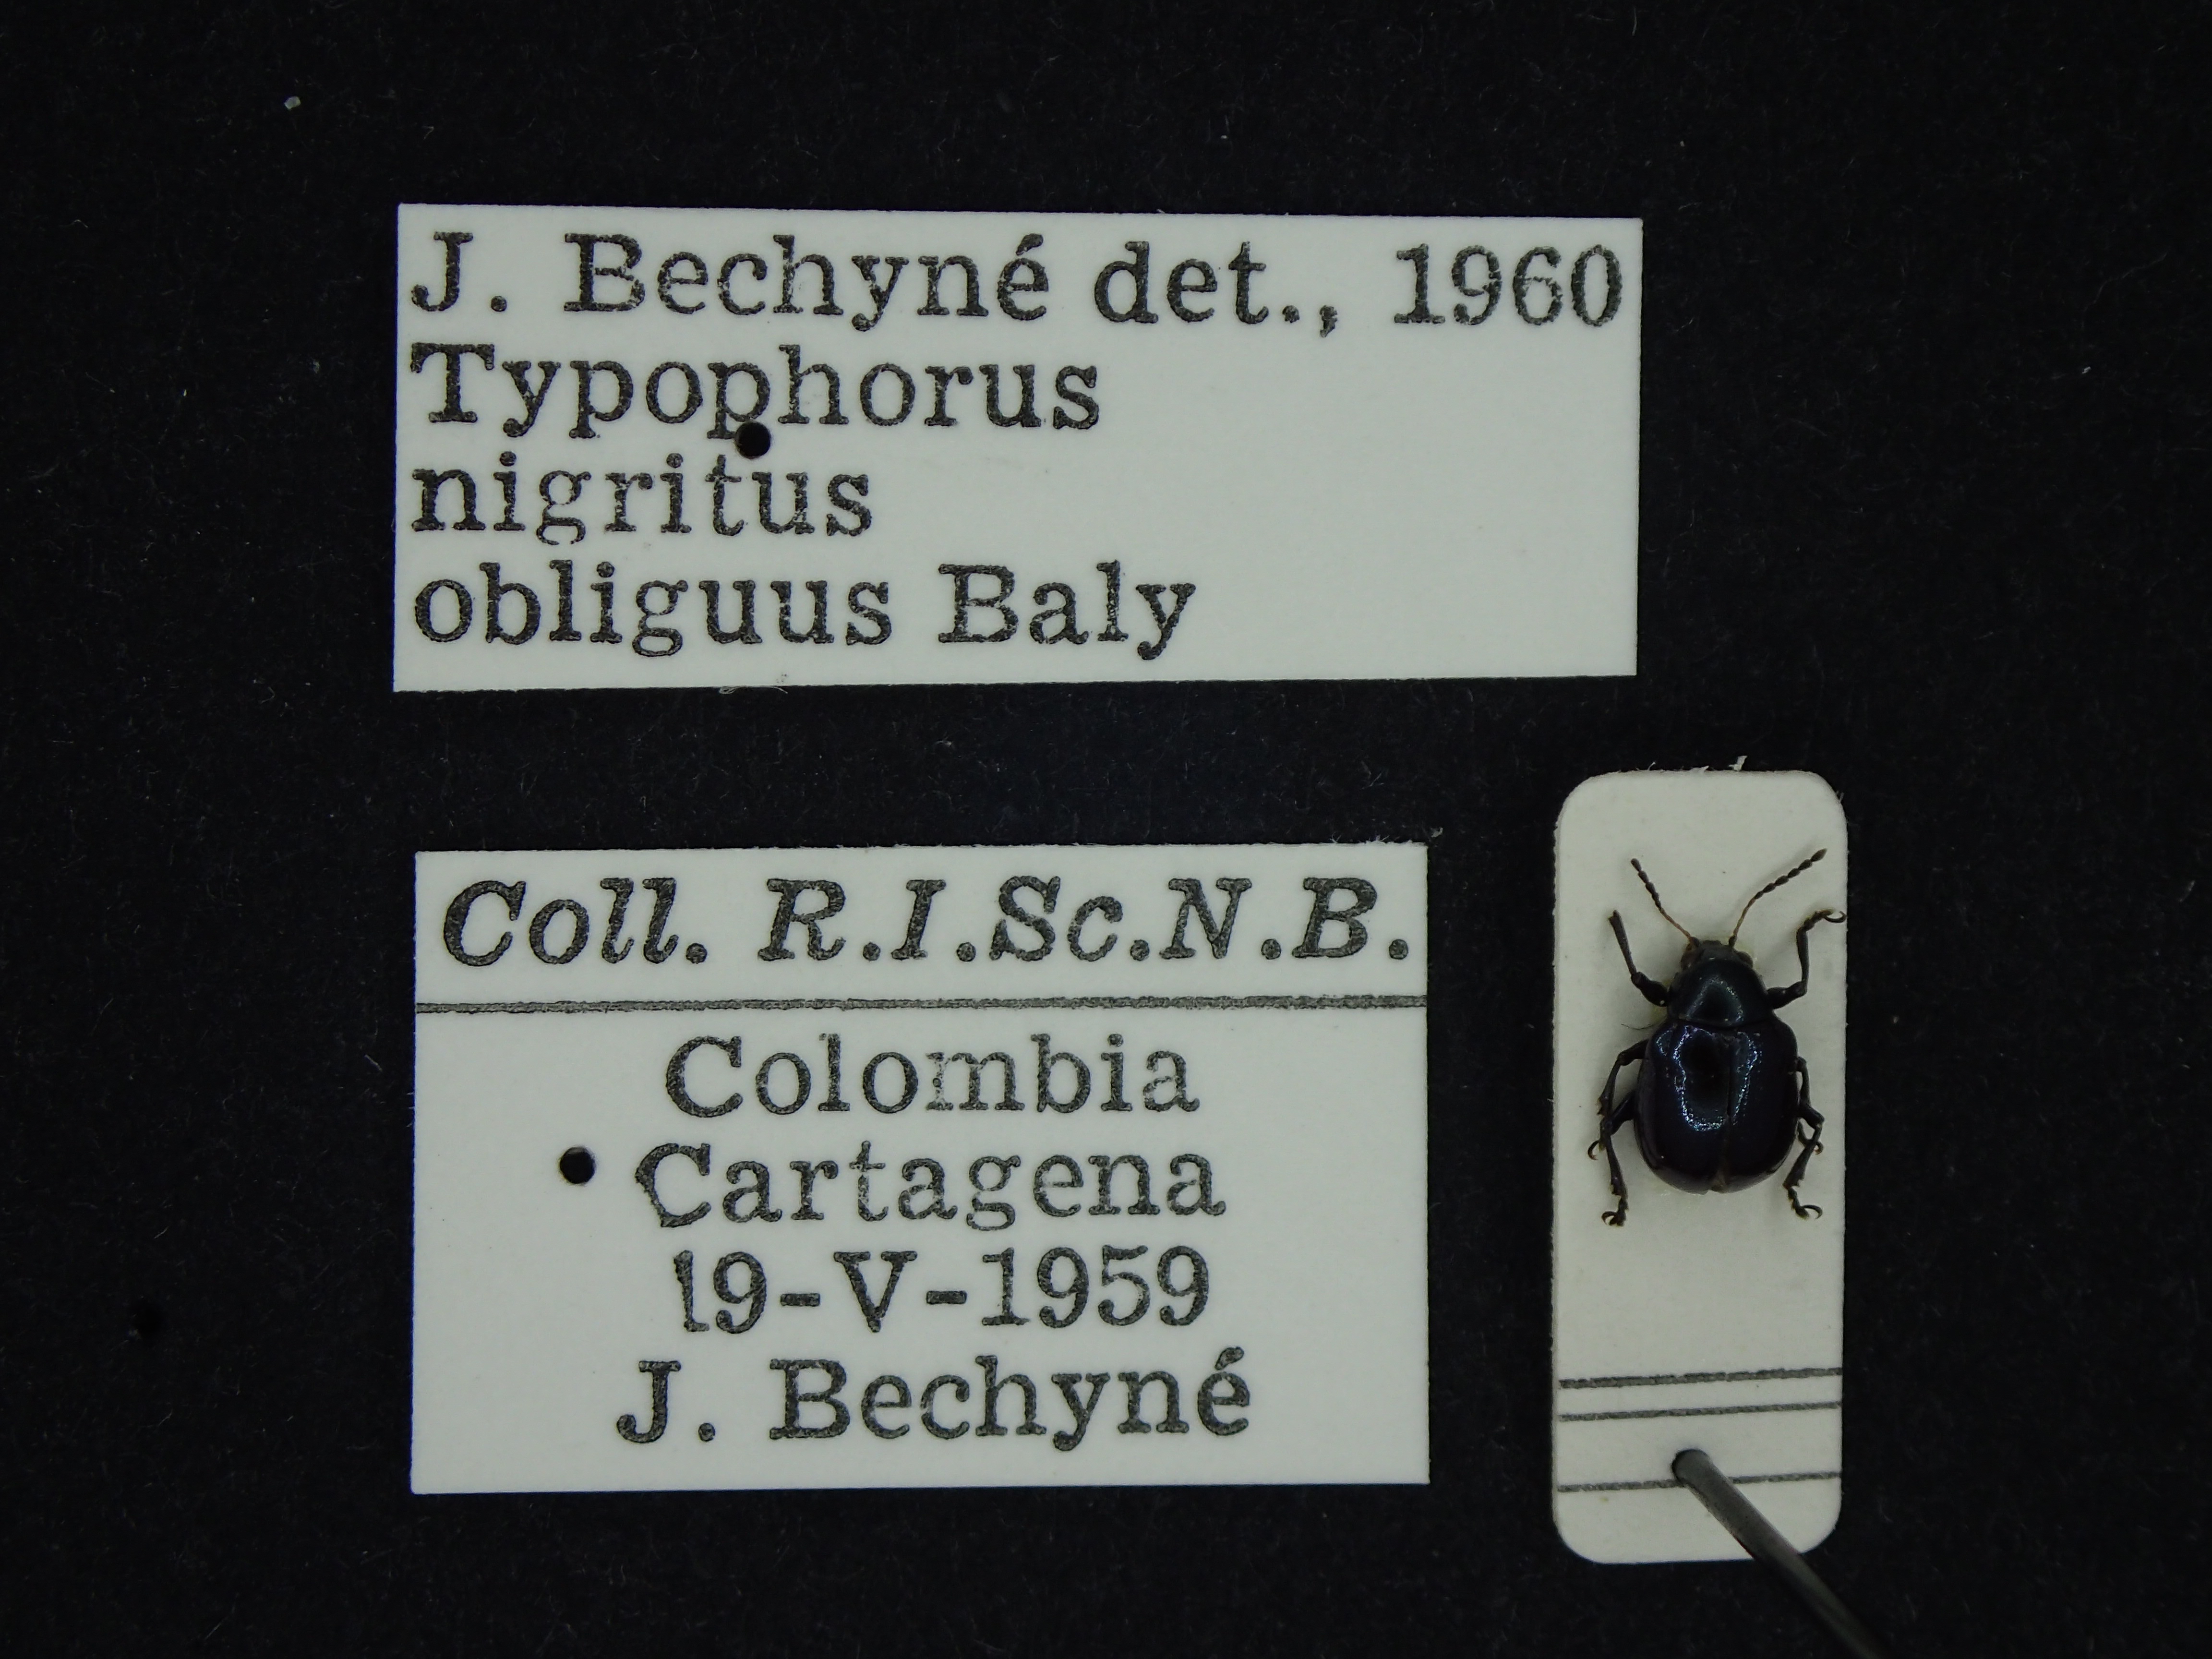 J. Bechyné det., 1960
Typophorus
nigritus
obliguus Baly
Coll. R.I.Sc.N.B.
Colombia
Cartagena
19-V-1959
J. Bechyné